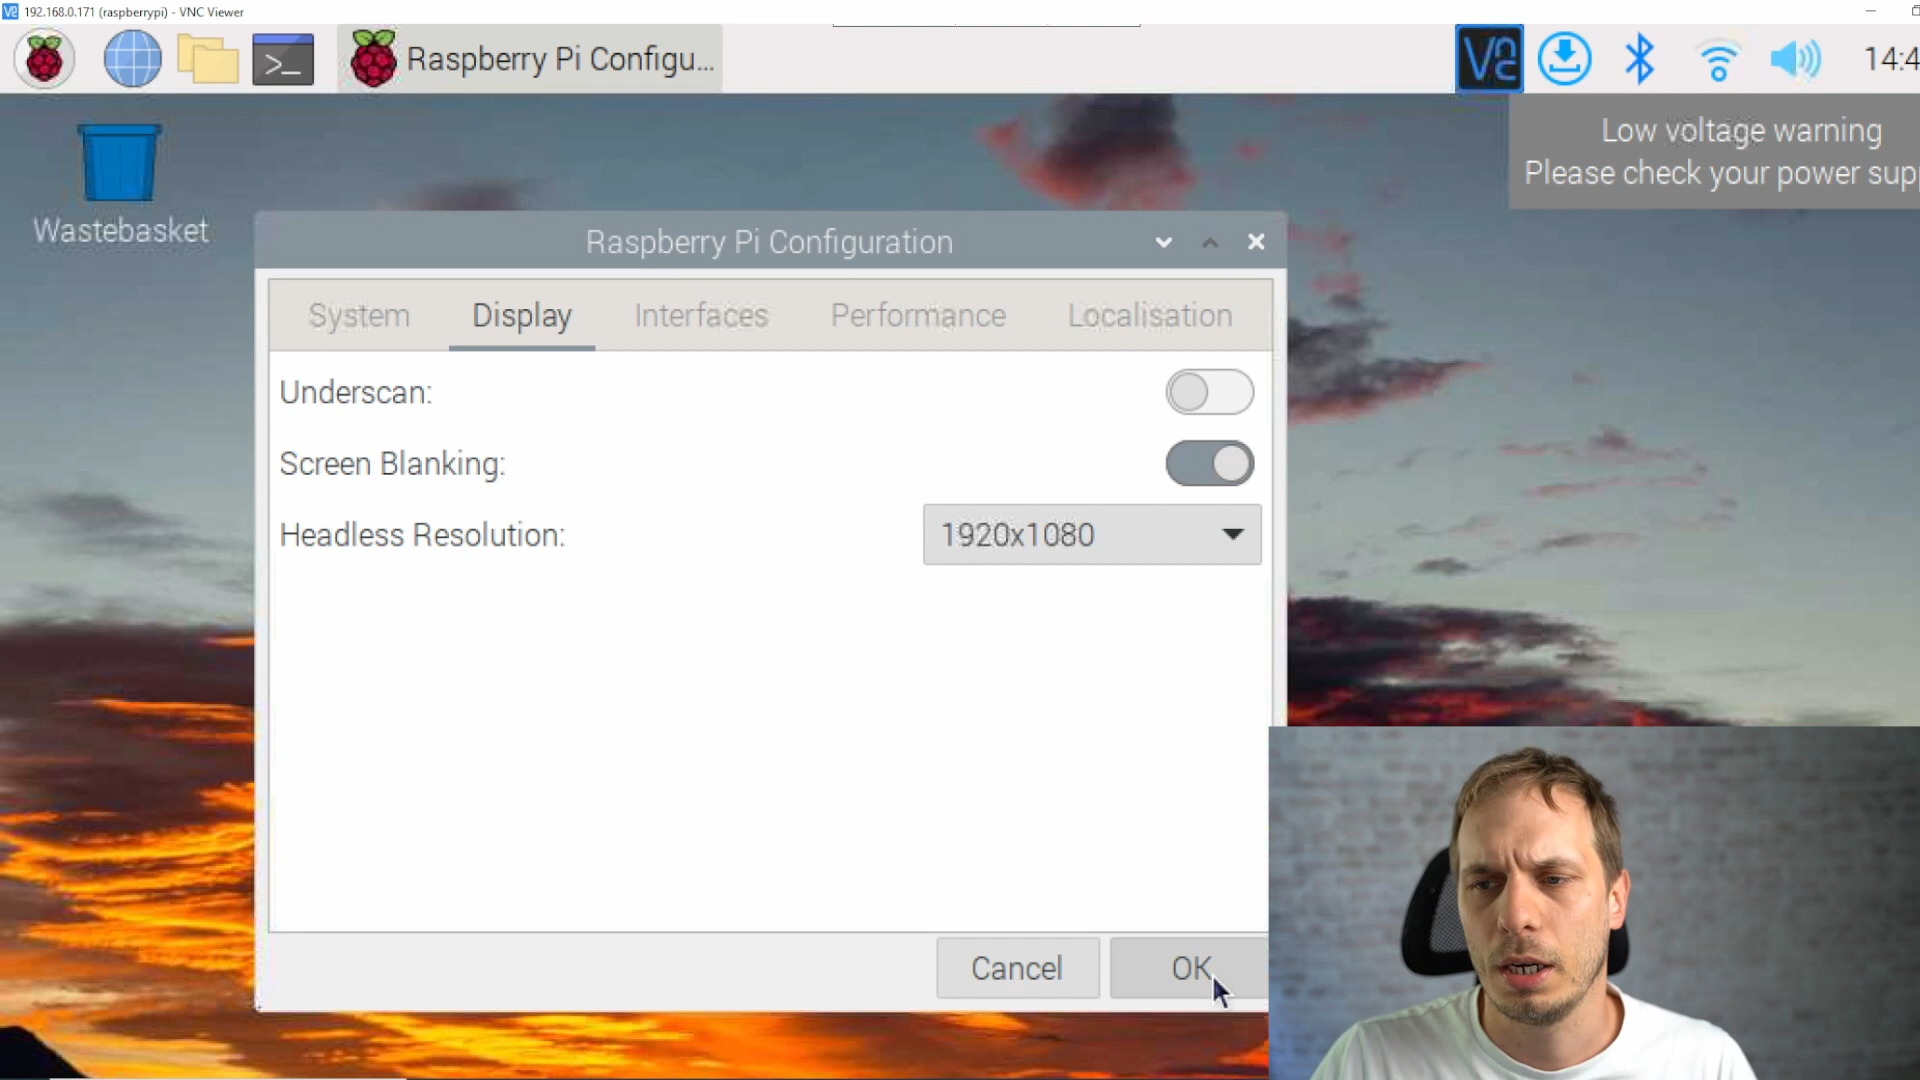 192.168.0.171 (raspberrypi) - VNC Viewer
Raspberry Pi Configu...
14:4
Low voltage warning
Please check your power supp
Wastebasket
Raspberry Pi Configuration
System Display Interfaces Performance Localisation
Underscan:
Screen Blanking:
Headless Resolution: 1920x1080
Cancel OK